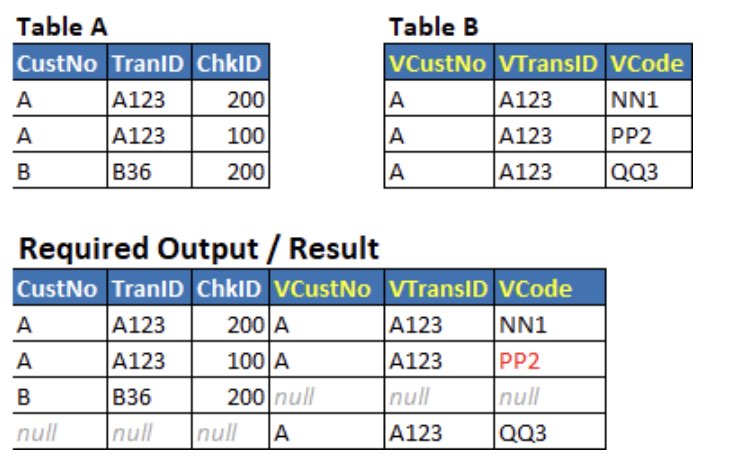 Table A Table B
CustNo TranID ChkID VCustNo VTransID VCode
A A123 200 A A123 NN1
A A123 100 A A123 PP2
B B36 200 A A123 QQ3
Required Output / Result
CustNo TranID ChkID VCustNo VTransID VCode
A A123 200 A A123 NN1
A A123 100 A A123 PP2
B B36 200 null null null
null null null A A123 QQ3